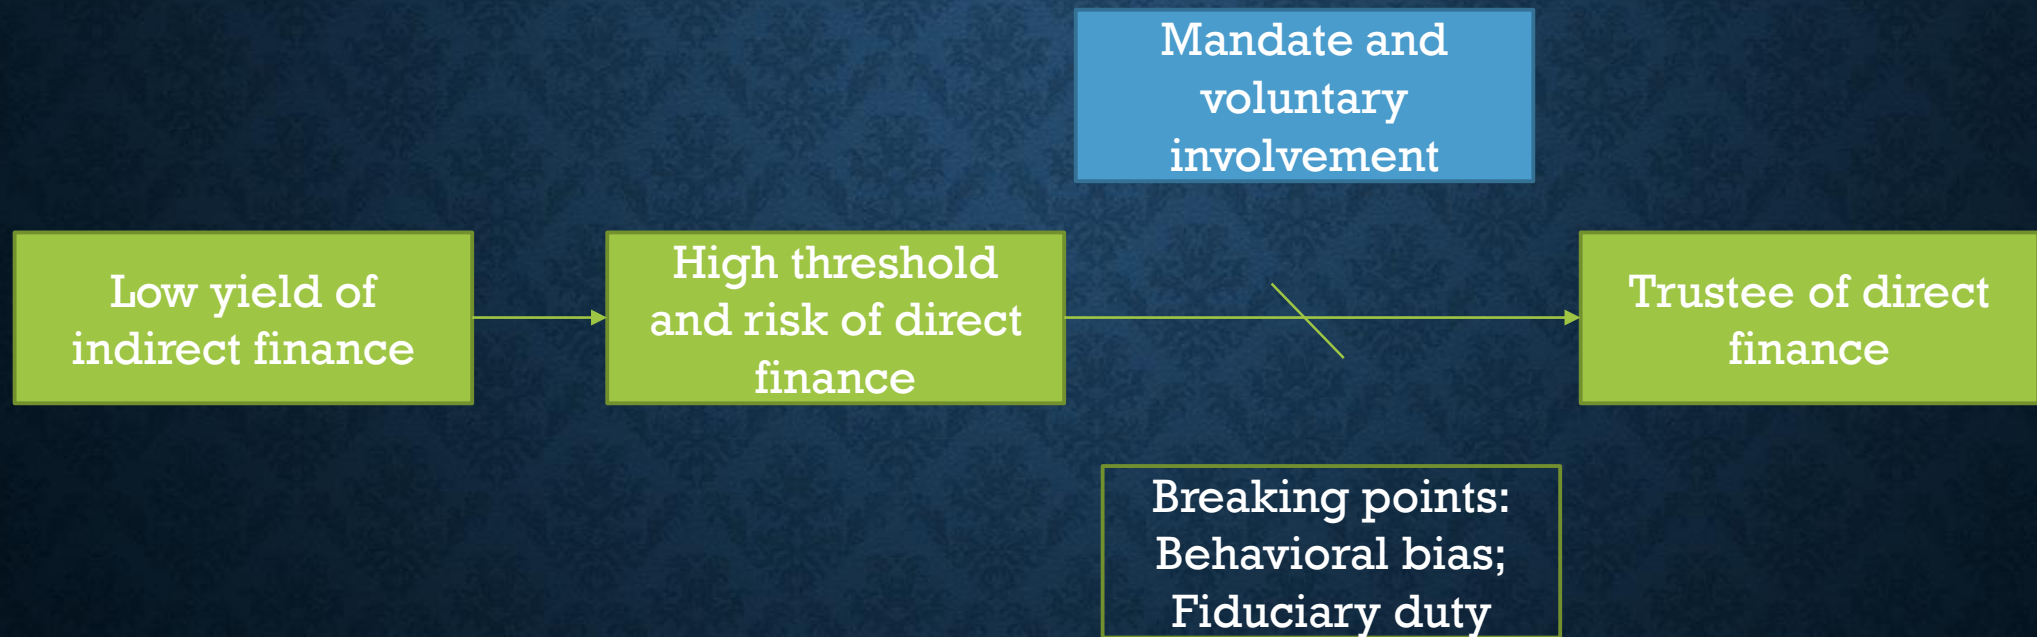 Mandate and
voluntary
involvement
Low yield of
indirect finance
High threshold
and risk of direct
finance
Trustee of direct
finance
Breaking points:
Behavioral bias;
Fiduciary duty